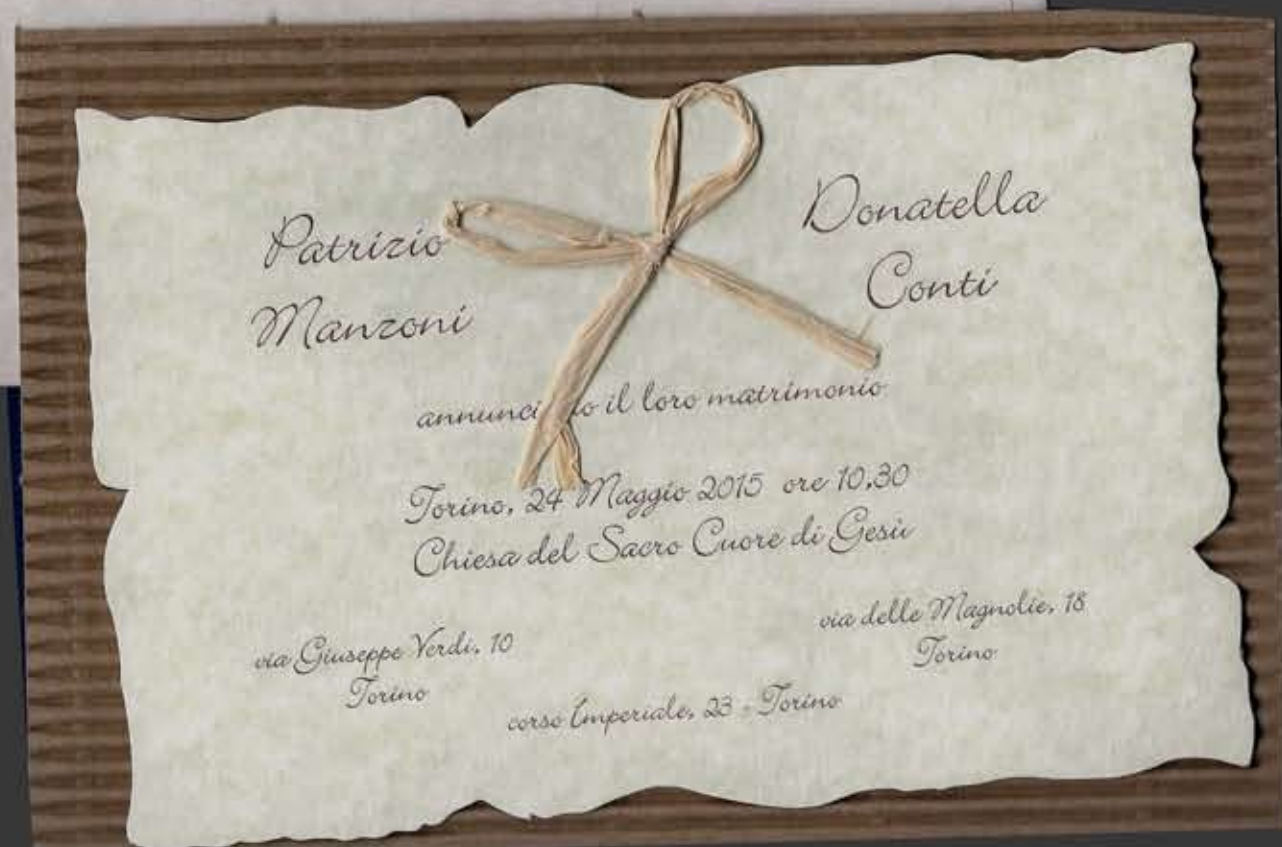 Patrizio
Manzoni
Donatella
Conti
il loro matrimonio
Torino, 24 Maggio 2015 ore 10,30
Chiesa del Sacro Cuore di Gesù
via Giuseppe Verdi, 10
Torino
via delle Magnolie, 18
Torino
corso Imperiale, 23 - Torino